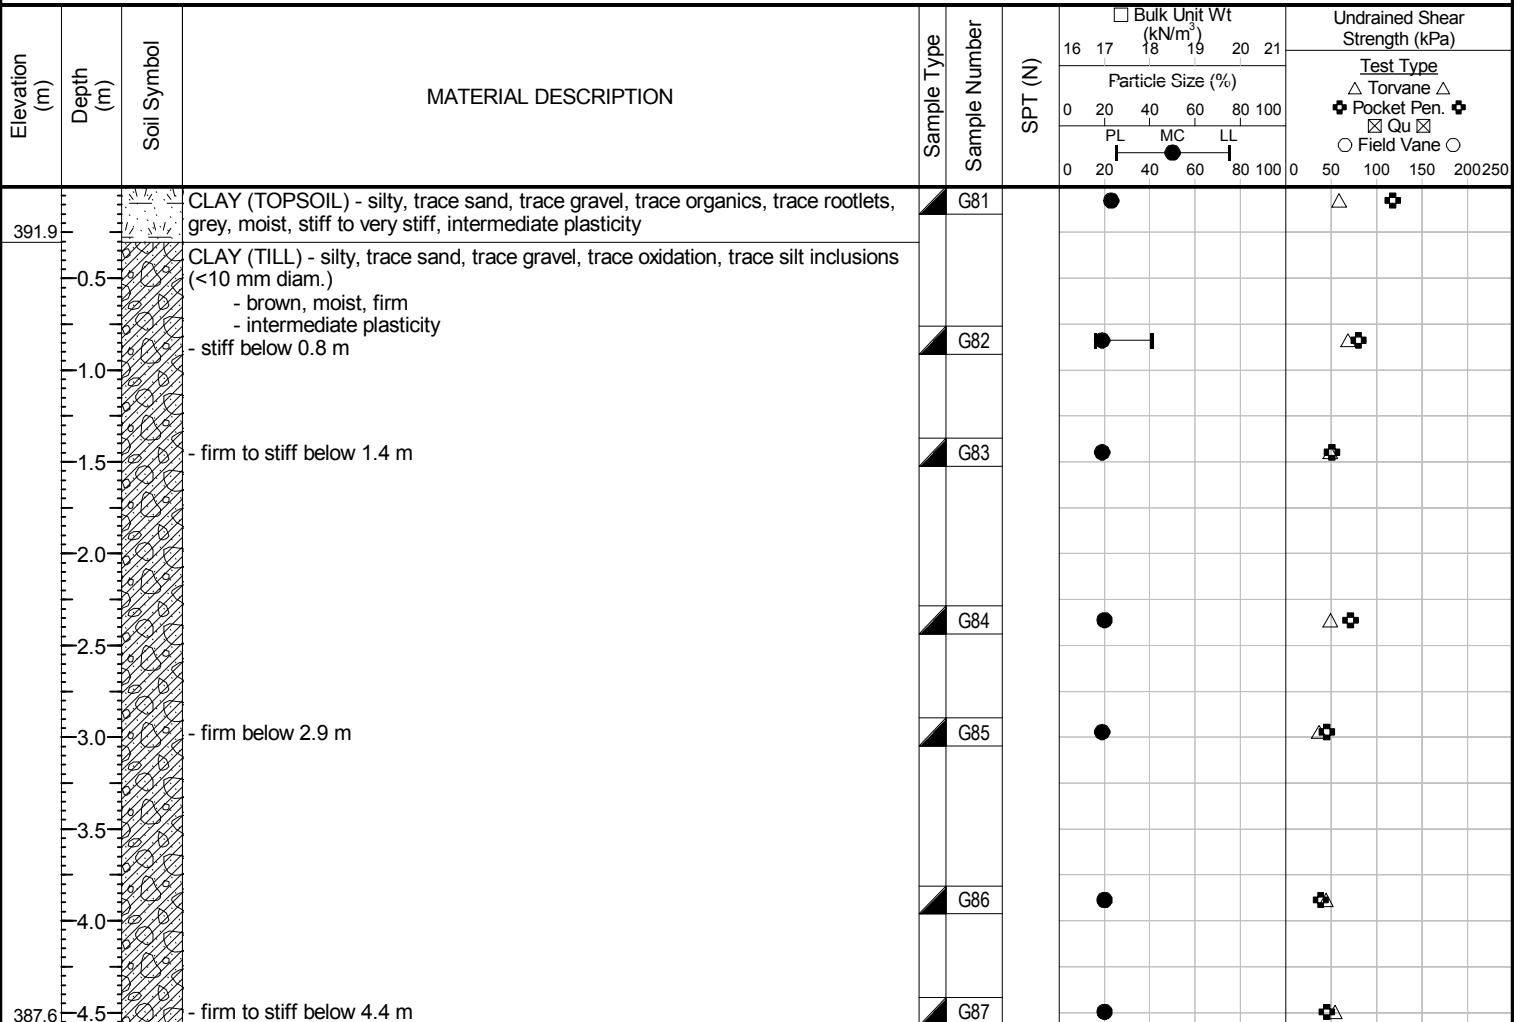 Elevation
(m)
Depth
(m)
Soil Symbol
MATERIAL DESCRIPTION
Sample Type
Sample Number
SPT (N)
Bulk Unit Wt
(kN/m³)
16 17 18 19 20 21
Particle Size (%)
0 20 40 60 80 100
PL MC LL
0 20 40 60 80 100
Undrained Shear
Strength (kPa)
Test Type
△ Torvane △
Pocket Pen.
☒ Qu ☒
○ Field Vane ○
0 50 100 150 200 250
CLAY (TOPSOIL) - silty, trace sand, trace gravel, trace organics, trace rootlets,
grey, moist, stiff to very stiff, intermediate plasticity
G81
391.9
CLAY (TILL) - silty, trace sand, trace gravel, trace oxidation, trace silt inclusions
(<10 mm diam.)
-0.5
- brown, moist, firm
- intermediate plasticity
- stiff below 0.8 m
G82
-1.0
- firm to stiff below 1.4 m
G83
-1.5
-2.0
G84
-2.5
- firm below 2.9 m
G85
-3.0
-3.5
G86
-4.0
- firm to stiff below 4.4 m
G87
387.6
-4.5